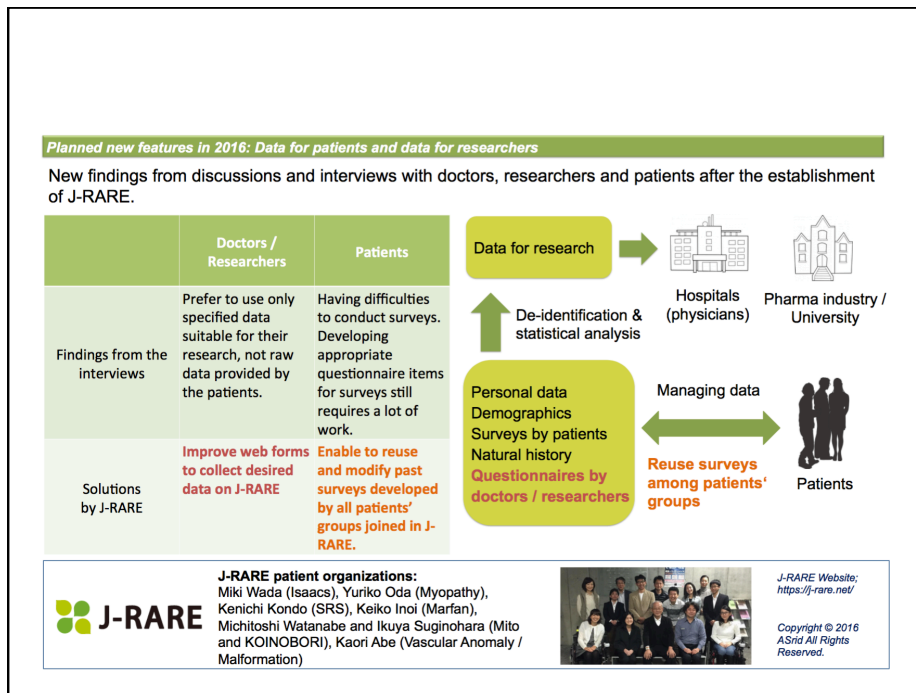 Planned new features in 2016: Data for patients and data for researchers
New findings from discussions and interviews with doctors, researchers and patients after the establishment
of J-RARE.
Doctors /
Researchers
Patients
Findings from the
interviews
Prefer to use only
specified data
suitable for their
research, not raw
data provided by
the patients.
Having difficulties
to conduct surveys.
Developing
appropriate
questionnaire items
for surveys still
requires a lot of
work.
Solutions
by J-RARE
Improve web forms
to collect desired
data on J-RARE
Enable to reuse
and modify past
surveys developed
by all patients’
groups joined in J-
RARE.
Data for research
Hospitals
(physicians)
Pharma industry /
University
De-identification &
statistical analysis
Personal data
Demographics
Surveys by patients
Natural history
Questionnaires by
doctors / researchers
Managing data
Reuse surveys
among patients‘
groups
Patients
J-RARE
J-RARE patient organizations:
Miki Wada (Isaacs), Yuriko Oda (Myopathy),
Kenichi Kondo (SRS), Keiko Inoi (Marfan),
Michitoshi Watanabe and Ikuya Suginohara (Mito
and KOINOBORI), Kaori Abe (Vascular Anomaly /
Malformation)
J-RARE Website;
https://j-rare.net/
Copyright © 2016
ASrid All Rights
Reserved.